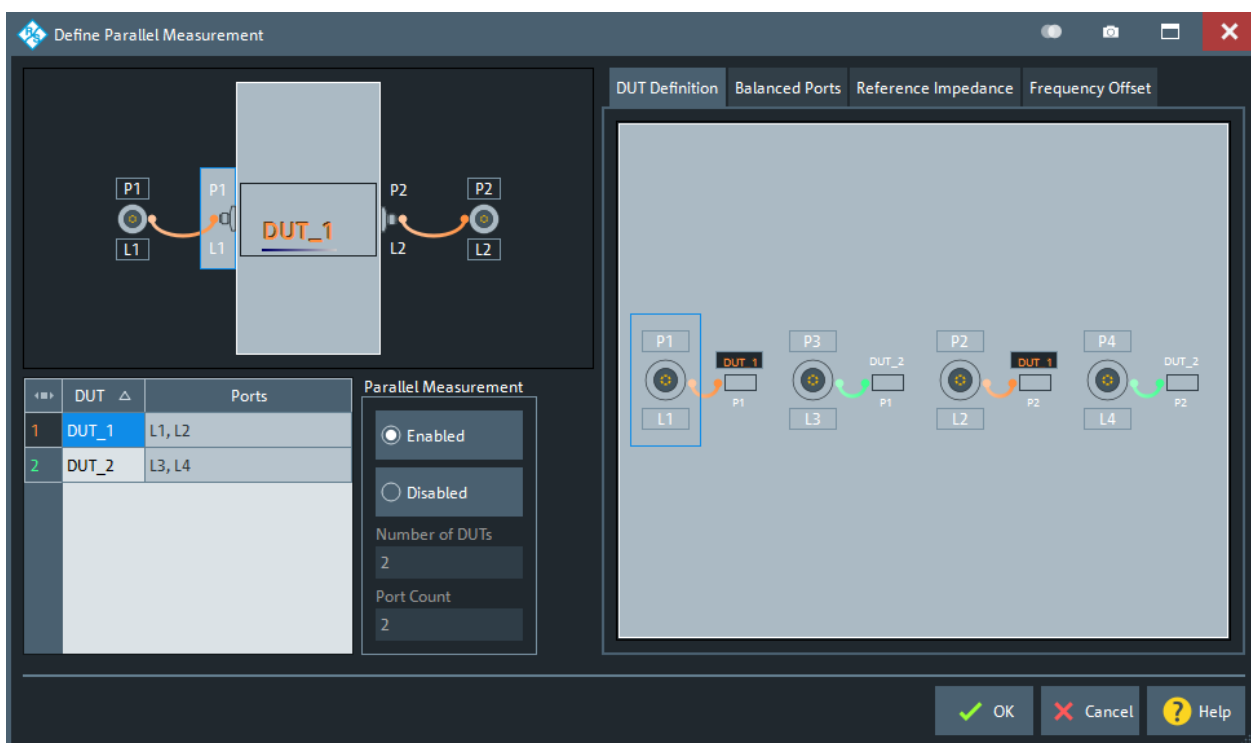 Define Parallel Measurement
P1
L1
P1
L1
DUT_1
P2
L2
P2
L2
DUT
Ports
1
DUT_1
L1, L2
2
DUT_2
L3, L4
Parallel Measurement
Enabled
Disabled
Number of DUTs
2
Port Count
2
DUT Definition
Balanced Ports
Reference Impedance
Frequency Offset
P1
L1
DUT_1
P1
P3
L3
DUT_2
P1
P2
L2
DUT_1
P2
P4
L4
DUT_2
P2
OK
Cancel
? Help